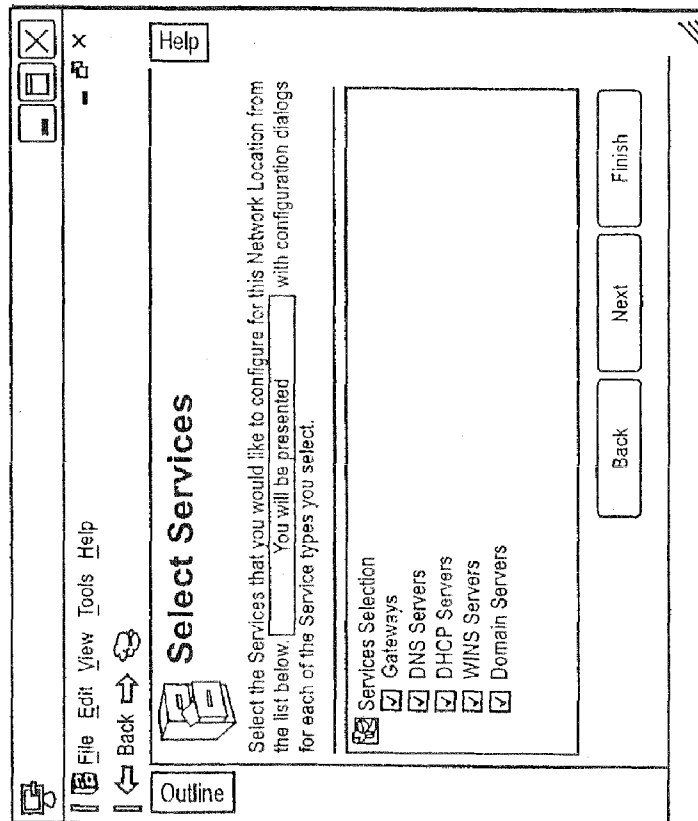 File Edit View Tools Help
Back
Outline
Help
Select Services
Select the Services that you would like to configure for this Network Location from
the list below. You will be presented with configuration dialogs
for each of the Service types you select.
Services Selection
Gateways
DNS Servers
DHCP Servers
WINS Servers
Domain Servers
Back Next Finish